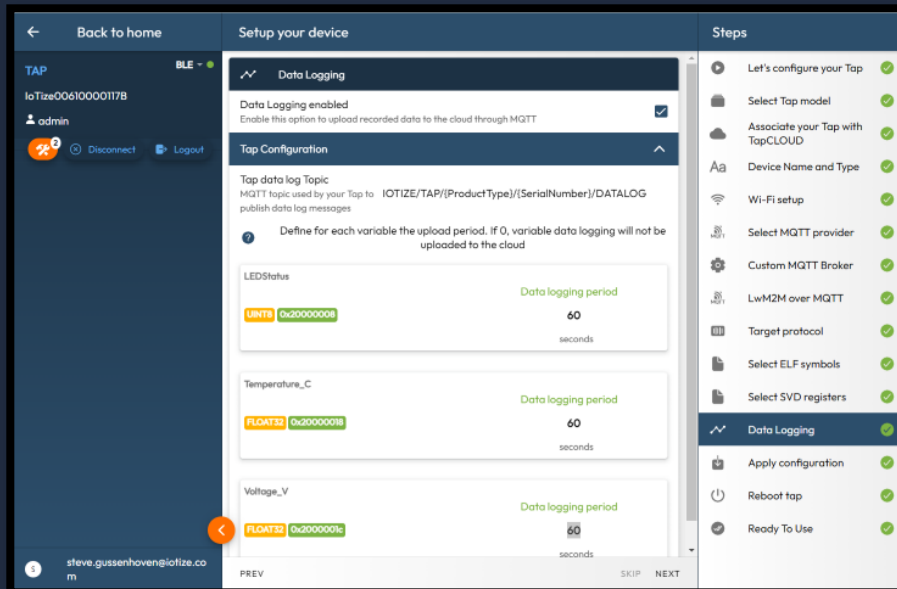 Back to home
Setup your device
Steps
TAP
BLE
IoTize00610000117B
admin
2
Disconnect
Logout
Data Logging
Data Logging enabled
Enable this option to upload recorded data to the cloud through MQTT
Tap Configuration
Tap data log Topic
MQTT topic used by your Tap to
publish data log messages
IOTIZE/TAP/{ProductType}/{SerialNumber}/DATALOG
Define for each variable the upload period. If 0, variable data logging will not be
uploaded to the cloud
LEDStatus
Data logging period
UINT8 0x20000008
60
seconds
Temperature_C
Data logging period
FLOAT32 0x20000018
60
seconds
Voltage_V
Data logging period
FLOAT32 0x2000001c
60
seconds
S
steve.gussenhoven@iotize.co
m
PREV
SKIP NEXT
Let's configure your Tap
Select Tap model
Associate your Tap with
TapCLOUD
Aa Device Name and Type
Wi-Fi setup
MQTT Select MQTT provider
Custom MQTT Broker
MQTT LwM2M over MQTT
Target protocol
Select ELF symbols
Select SVD registers
Data Logging
Apply configuration
Reboot tap
Ready To Use